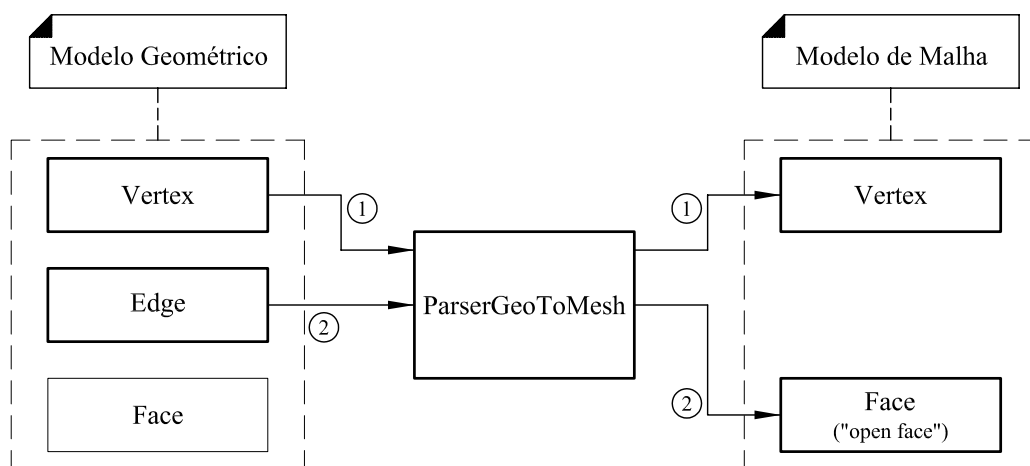 Modelo Geométrico
Modelo de Malha
Vertex
1
1
Vertex
Edge
2
ParserGeoToMesh
2
Face
Face
("open face")